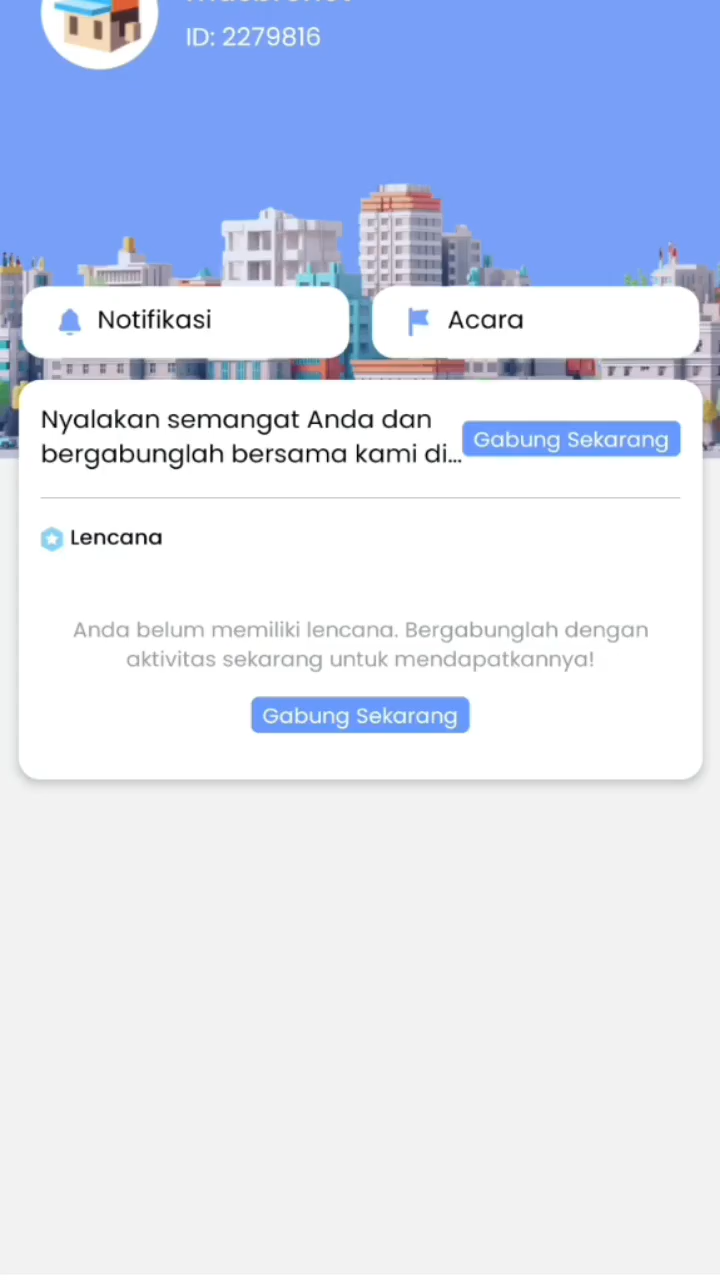 ID: 2279816
Notifikasi
Acara
Nyalakan semangat Anda dan
bergabunglah bersama kami di...
Gabung Sekarang
Lencana
Anda belum memiliki lencana. Bergabunglah dengan
aktivitas sekarang untuk mendapatkannya!
Gabung Sekarang